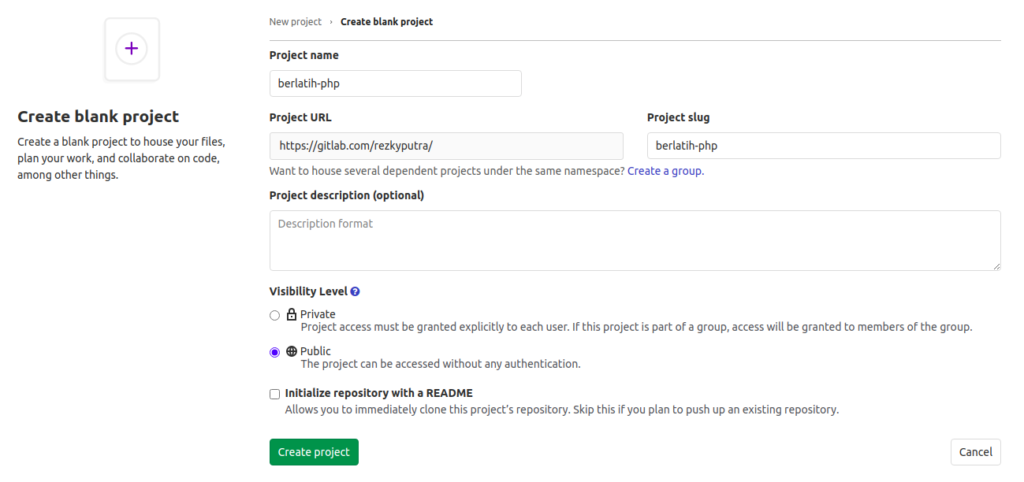 New project › Create blank project
Create blank project
Create a blank project to house your files,
plan your work, and collaborate on code,
among other things.
Project name
berlatih-php
Project URL
Project slug
https://gitlab.com/rezkyputra/
berlatih-php
Want to house several dependent projects under the same namespace? Create a group.
Project description (optional)
Description format
Visibility Level ?
Private
Project access must be granted explicitly to each user. If this project is part of a group, access will be granted to members of the group.
Public
The project can be accessed without any authentication.
Initialize repository with a README
Allows you to immediately clone this project's repository. Skip this if you plan to push up an existing repository.
Create project
Cancel